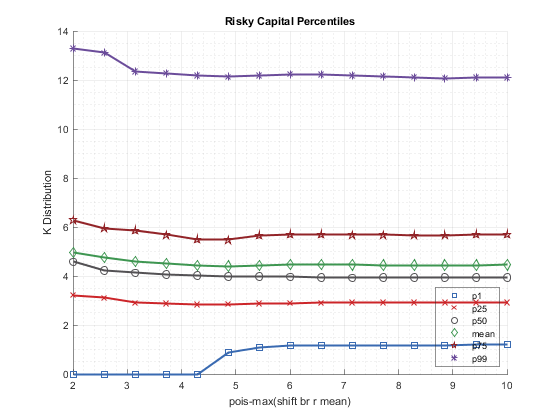 Risky Capital Percentiles
14
12
10
8
6
4
2
0
K Distribution
2 3 4 5 6 7 8 9 10
pois-max(shift br r mean)
p1
p25
p50
mean
p75
p99